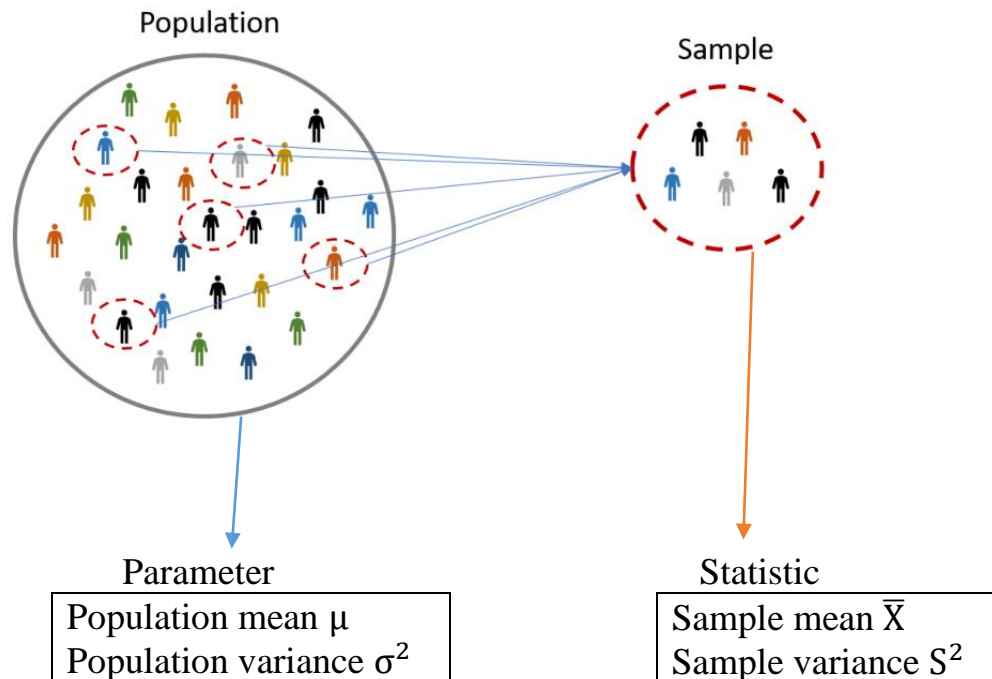 Population
Sample
Parameter
Population mean μ
Population variance σ²
Statistic
Sample mean X̅
Sample variance S²